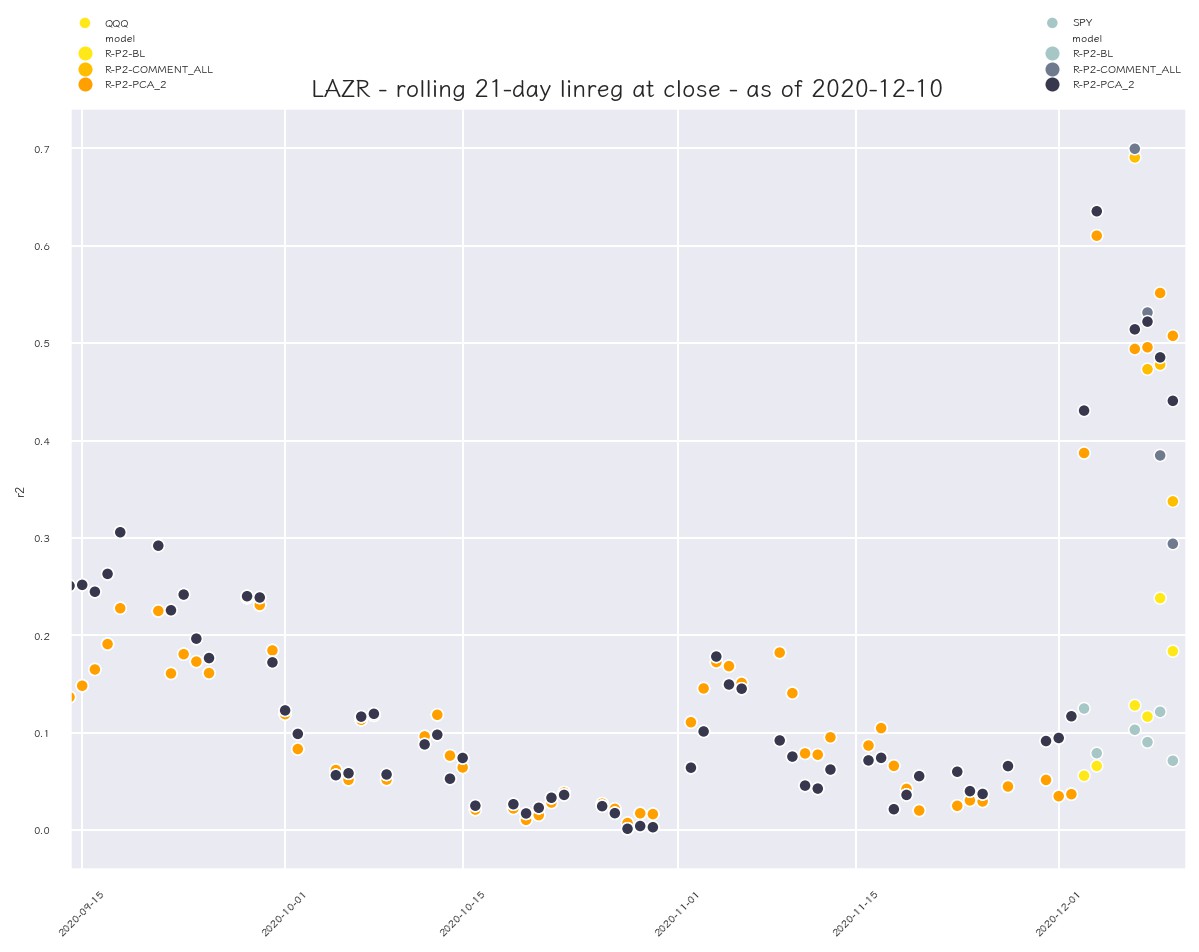 QQQ
model
R-P2-BL
R-P2-COMMENT_ALL
R-P2-PCA_2
SPY
model
R-P2-BL
R-P2-COMMENT_ALL
R-P2-PCA_2
LAZR - rolling 21-day linreg at close - as of 2020-12-10
r2
0.7
0.6
0.5
0.4
0.3
0.2
0.1
0.0
2020-09-15
2020-10-01
2020-10-15
2020-11-01
2020-11-15
2020-12-01